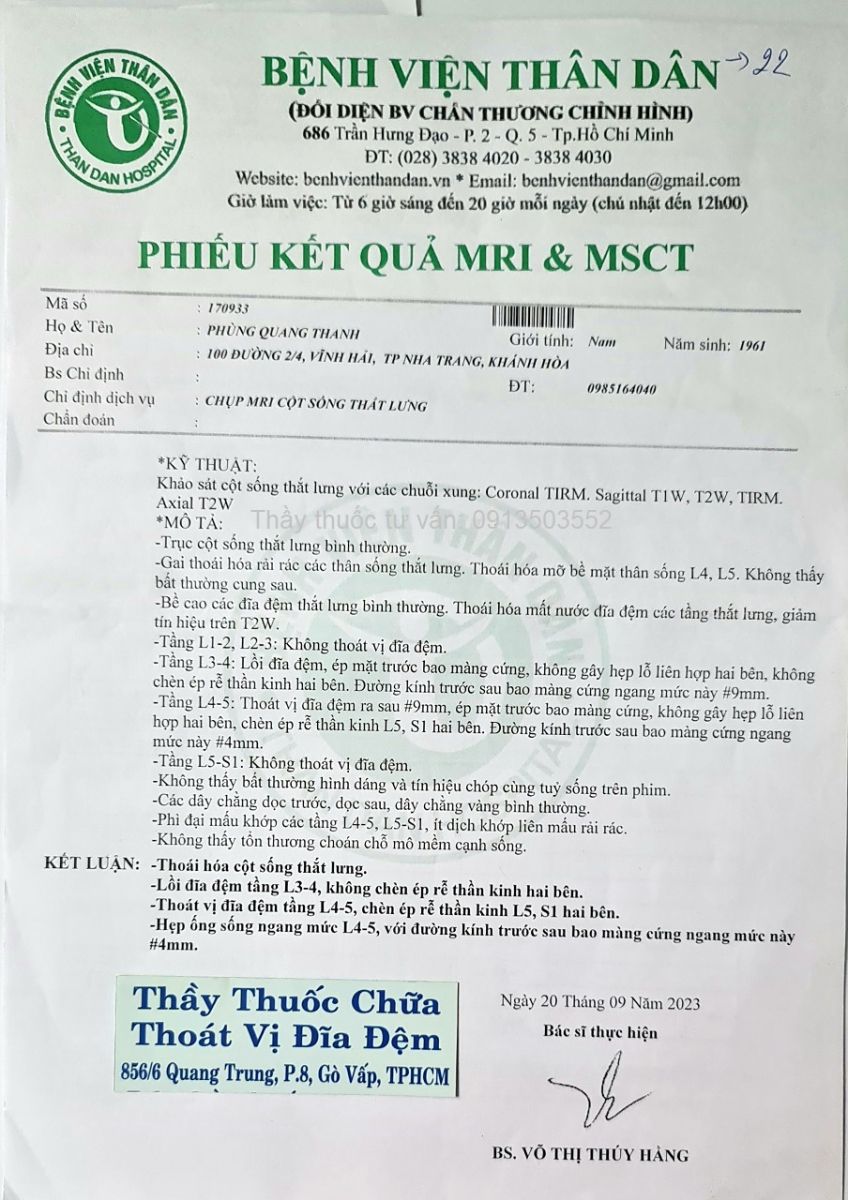 BỆNH VIỆN THÂN DÂN
THAN DAN HOSPITAL
BỆNH VIỆN THÂN DÂN →22
(ĐỐI DIỆN BV CHẤN THƯƠNG CHỈNH HÌNH)
686 Trần Hưng Đạo - P. 2 - Q. 5 - Tp.Hồ Chí Minh
ĐT: (028) 3838 4020 - 3838 4030
Website: benhvienthandan.vn * Email: benhvienthandan@gmail.com
Giờ làm việc: Từ 6 giờ sáng đến 20 giờ mỗi ngày (chủ nhật đến 12h00)
PHIẾU KẾT QUẢ MRI & MSCT
Mã số : 170933
Họ & Tên : PHÙNG QUANG THANH Giới tính: Nam Năm sinh: 1961
Địa chỉ : 100 ĐƯỜNG 2/4, VĨNH HẢI, TP NHA TRANG, KHÁNH HÒA
Bs Chỉ định : ĐT: 0985164040
Chỉ định dịch vụ : CHỤP MRI CỘT SỐNG THẮT LƯNG
Chẩn đoán :
*KỸ THUẬT:
Khảo sát cột sống thắt lưng với các chuỗi xung: Coronal TIRM. Sagittal T1W, T2W, TIRM.
Axial T2W
*MÔ TẢ: Thầy thuốc tư vấn: 0913503552
-Trục cột sống thắt lưng bình thường.
-Gai thoái hóa rải rác các thân sống thắt lưng. Thoái hóa mỡ bề mặt thân sống L4, L5. Không thấy
bất thường cung sau.
-Bề cao các đĩa đệm thắt lưng bình thường. Thoái hóa mất nước đĩa đệm các tầng thắt lưng, giảm
tín hiệu trên T2W.
-Tầng L1-2, L2-3: Không thoát vị đĩa đệm.
-Tầng L3-4: Lồi đĩa đệm, ép mặt trước bao màng cứng, không gây hẹp lỗ liên hợp hai bên, không
chèn ép rễ thần kinh hai bên. Đường kính trước sau bao màng cứng ngang mức này #9mm.
-Tầng L4-5: Thoát vị đĩa đệm ra sau #9mm, ép mặt trước bao màng cứng, không gây hẹp lỗ liên
hợp hai bên, chèn ép rễ thần kinh L5, S1 hai bên. Đường kính trước sau bao màng cứng ngang
mức này #4mm.
-Tầng L5-S1: Không thoát vị đĩa đệm.
-Không thấy bất thường hình dáng và tín hiệu chóp cùng tuỷ sống trên phim.
-Các dây chằng dọc trước, dọc sau, dây chằng vàng bình thường.
-Phì đại mấu khớp các tầng L4-5, L5-S1, ít dịch khớp liên mấu rải rác.
-Không thấy tổn thương choán chỗ mô mềm cạnh sống.
KẾT LUẬN: -Thoái hóa cột sống thắt lưng.
-Lồi đĩa đệm tầng L3-4, không chèn ép rễ thần kinh hai bên.
-Thoát vị đĩa đệm tầng L4-5, chèn ép rễ thần kinh L5, S1 hai bên.
-Hẹp ống sống ngang mức L4-5, với đường kính trước sau bao màng cứng ngang mức này
#4mm.
Thầy Thuốc Chữa
Thoát Vị Đĩa Đệm
856/6 Quang Trung, P.8, Gò Vấp, TPHCM
Ngày 20 Tháng 09 Năm 2023
Bác sĩ thực hiện
BS. VÕ THỊ THÚY HẰNG